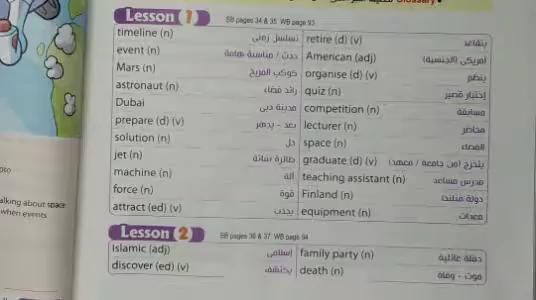 Glossary
Lesson 1 SB pages 34 & 35 WB page 93
timeline (n) تسلسل زمني retire (d) (v) يتقاعد
event (n) حدث / مناسبة هامة American (adj) أمريكي (الجنسية)
Mars (n) كوكب المريخ organise (d) (v) ينظم
astronaut (n) رائد فضاء quiz (n) اختبار قصير
Dubai مدينة دبي competition (n) مسابقة
prepare (d) (v) يعد - يجهز lecturer (n) محاضر
solution (n) حل space (n) الفضاء
jet (n) طائرة نفاثة graduate (d) (v) يتخرج (من جامعة / معهد)
machine (n) آلة teaching assistant (n) مدرس مساعد
force (n) قوة Finland (n) دولة فنلندا
attract (ed) (v) يجذب equipment (n) معدات
Lesson 2 SB pages 36 & 37 WB page 94
Islamic (adj) إسلامي family party (n) حفلة عائلية
discover (ed) (v) يكتشف death (n) موت - وفاة
alking about space
when events